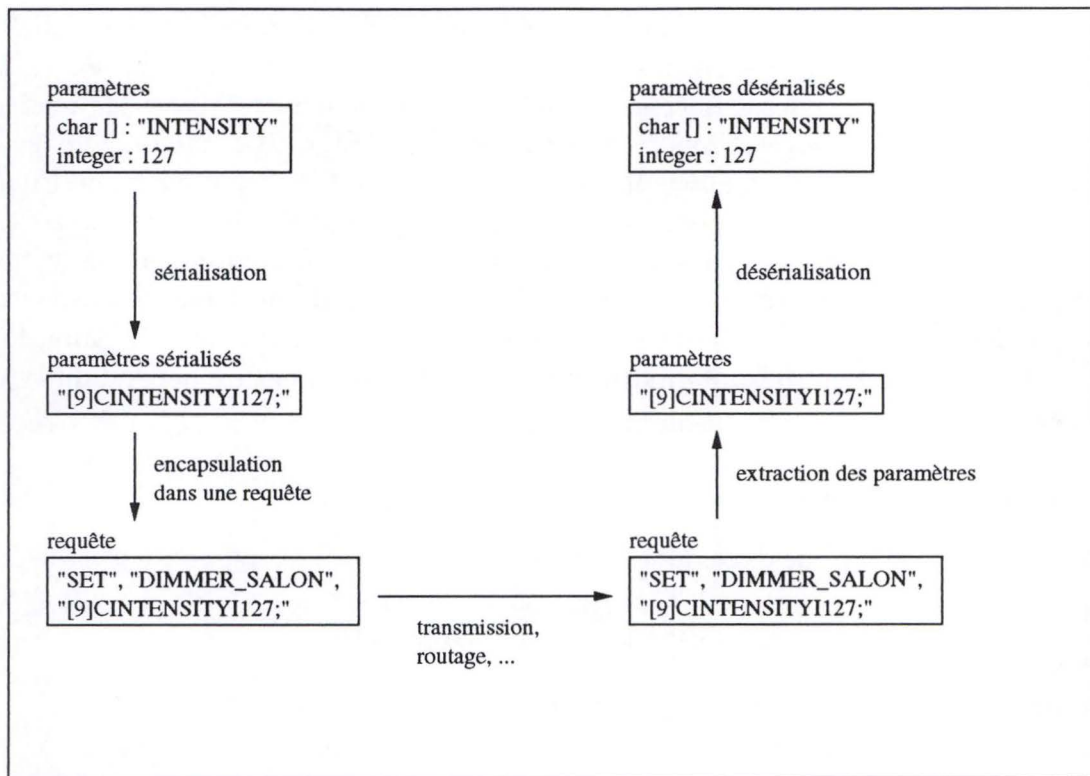 paramètres
char [] : "INTENSITY"
integer : 127
sérialisation
paramètres sérialisés
"[9]CINTENSITYI127;"
encapsulation
dans une requête
requête
"SET", "DIMMER_SALON",
"[9]CINTENSITYI127;"
transmission,
routage, ...
requête
"SET", "DIMMER_SALON",
"[9]CINTENSITYI127;"
extraction des paramètres
paramètres
"[9]CINTENSITYI127;"
désérialisation
paramètres désérialisés
char [] : "INTENSITY"
integer : 127